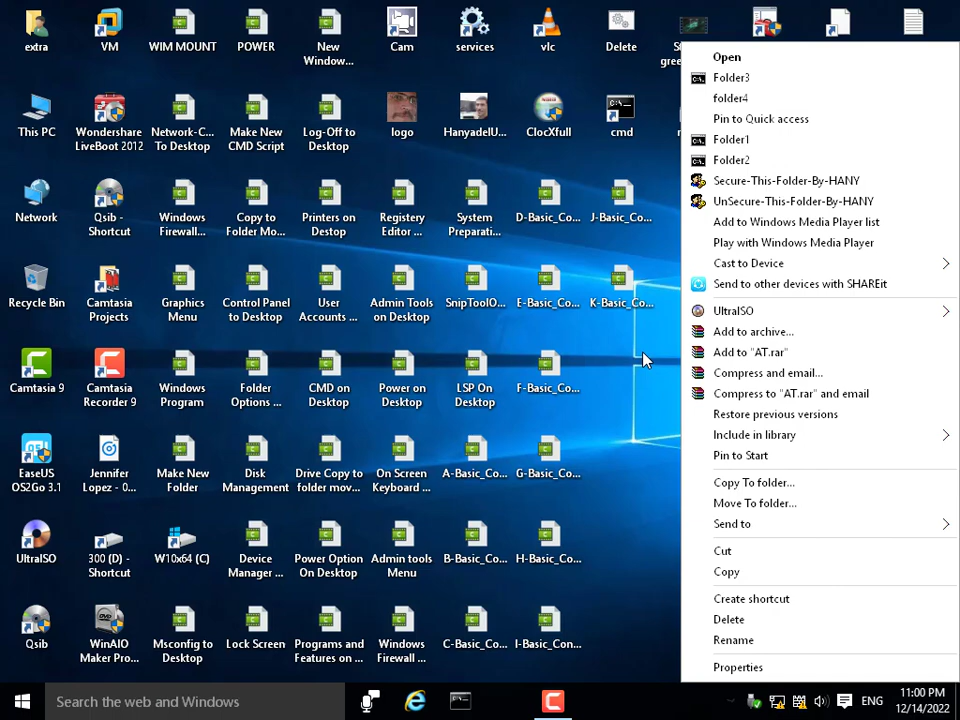 extra
VM
WIM MOUNT
POWER
New
Window...
Cam
services
vlc
Delete
This PC
Wondershare
LiveBoot 2012
Network-C...
To Desktop
Make New
CMD Script
Log-Off to
Desktop
logo
HanyadelU...
ClocXfull
cmd
Network
Qsib -
Shortcut
Windows
Firewall...
Copy to
Folder Mo...
Printers on
Destop
Registery
Editor ...
System
Preparati...
D-Basic_Co...
J-Basic_Co...
Recycle Bin
Camtasia
Projects
Graphics
Menu
Control Panel
to Desktop
User
Accounts ...
Admin Tools
on Desktop
SnipToolO...
E-Basic_Co...
K-Basic_Co...
Camtasia 9
Camtasia
Recorder 9
Windows
Program
Folder
Options ...
CMD on
Desktop
Power on
Desktop
LSP On
Desktop
F-Basic_Co...
EaseUS
OS2Go 3.1
Jennifer
Lopez - 0...
Make New
Folder
Disk
Management
Drive Copy to
folder mov...
On Screen
Keyboard ...
A-Basic_Co...
G-Basic_Co...
UltraISO
300 (D) -
Shortcut
W10x64 (C)
Device
Manager ...
Power Option
On Desktop
Admin tools
Menu
B-Basic_Co...
H-Basic_Co...
Qsib
WinAIO
Maker Pro...
Msconfig to
Desktop
Lock Screen
Programs and
Features on ...
Windows
Firewall ...
C-Basic_Co...
I-Basic_Con...
Open
Folder3
folder4
Pin to Quick access
Folder1
Folder2
Secure-This-Folder-By-HANY
UnSecure-This-Folder-By-HANY
Add to Windows Media Player list
Play with Windows Media Player
Cast to Device
Send to other devices with SHAREit
UltraISO
Add to archive...
Add to "AT.rar"
Compress and email...
Compress to "AT.rar" and email
Restore previous versions
Include in library
Pin to Start
Copy To folder...
Move To folder...
Send to
Cut
Copy
Create shortcut
Delete
Rename
Properties
Search the web and Windows
ENG
11:00 PM
12/14/2022